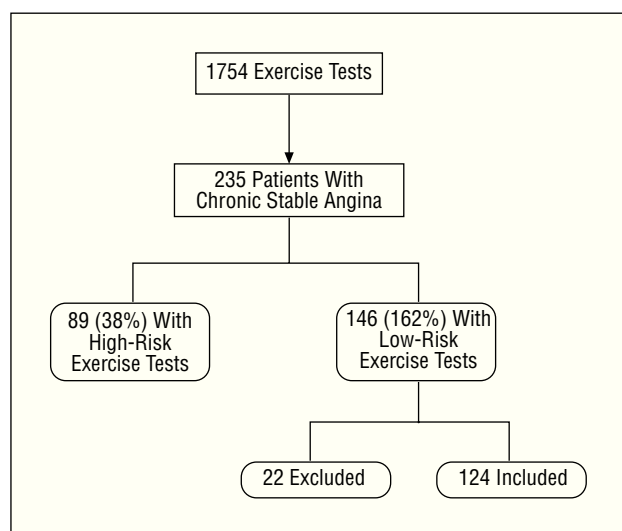 1754 Exercise Tests
235 Patients With
Chronic Stable Angina
89 (38%) With
High-Risk
Exercise Tests
146 (162%) With
Low-Risk
Exercise Tests
22 Excluded
124 Included